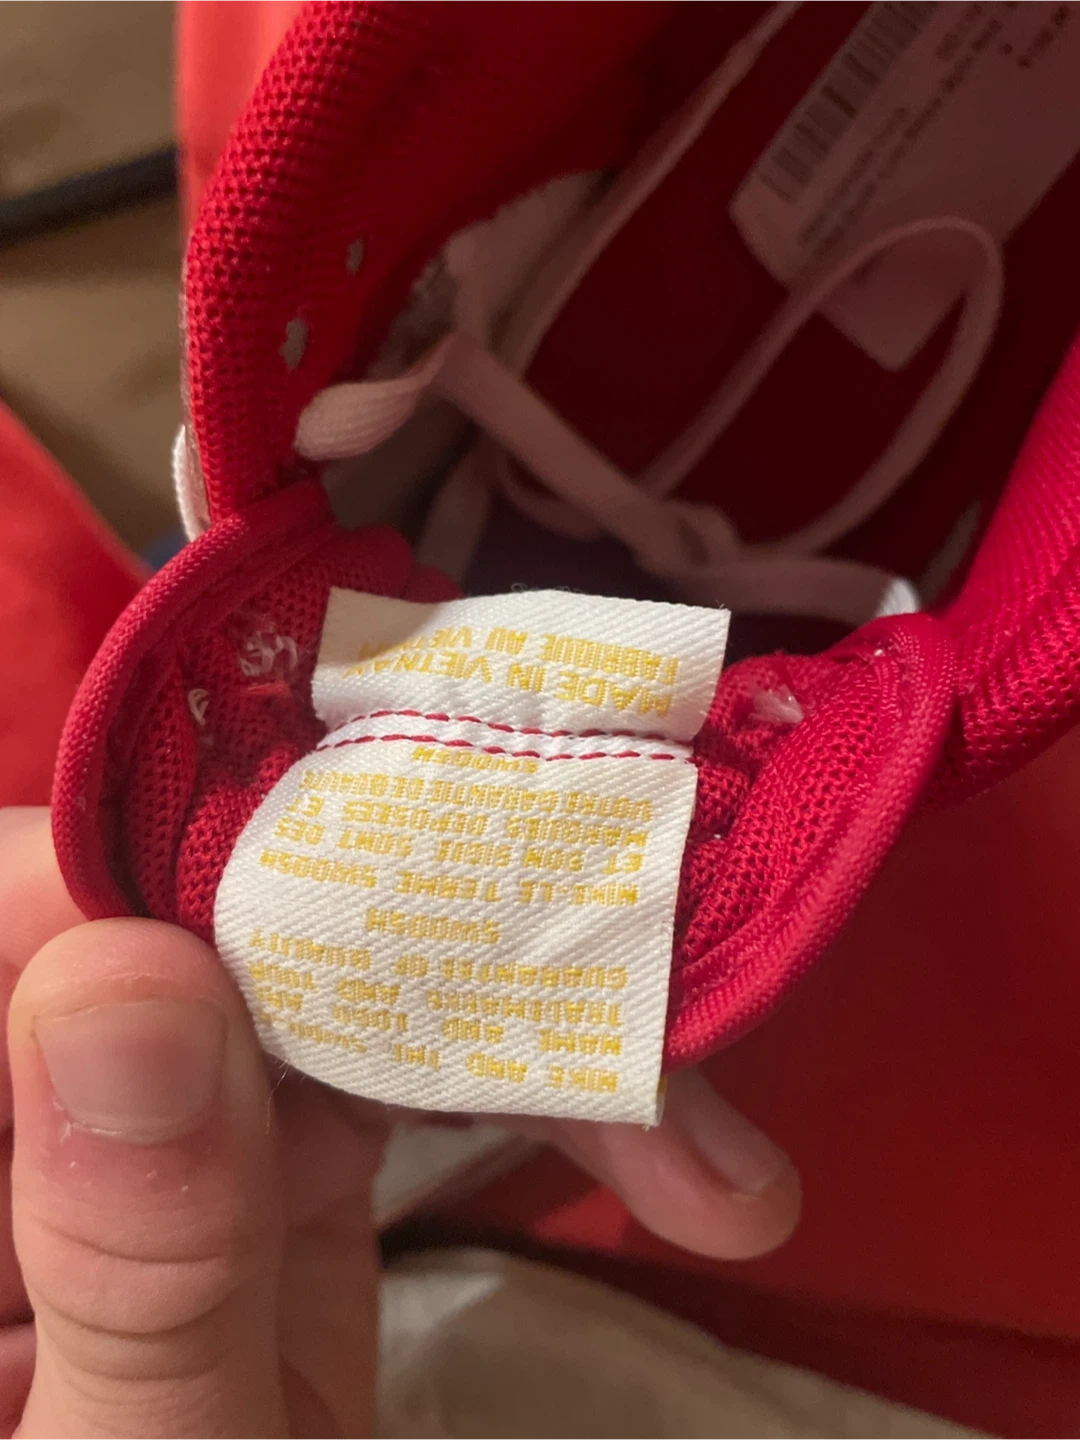 NIKE AND THE SWOOSH
NAME AND LOGO ARE
TRADEMARKS AND YOUR
GUARANTEE OF QUALITY
SWOOSH
NIKE-LE TERME SWOOSH
ET SON SIGLE SONT DES
MARQUES DEPOSEES ET
VOTRE GARANTIE DE QUALITE
SWOOSH
MADE IN VIETNAM
FABRIQUE AU VIETNAM